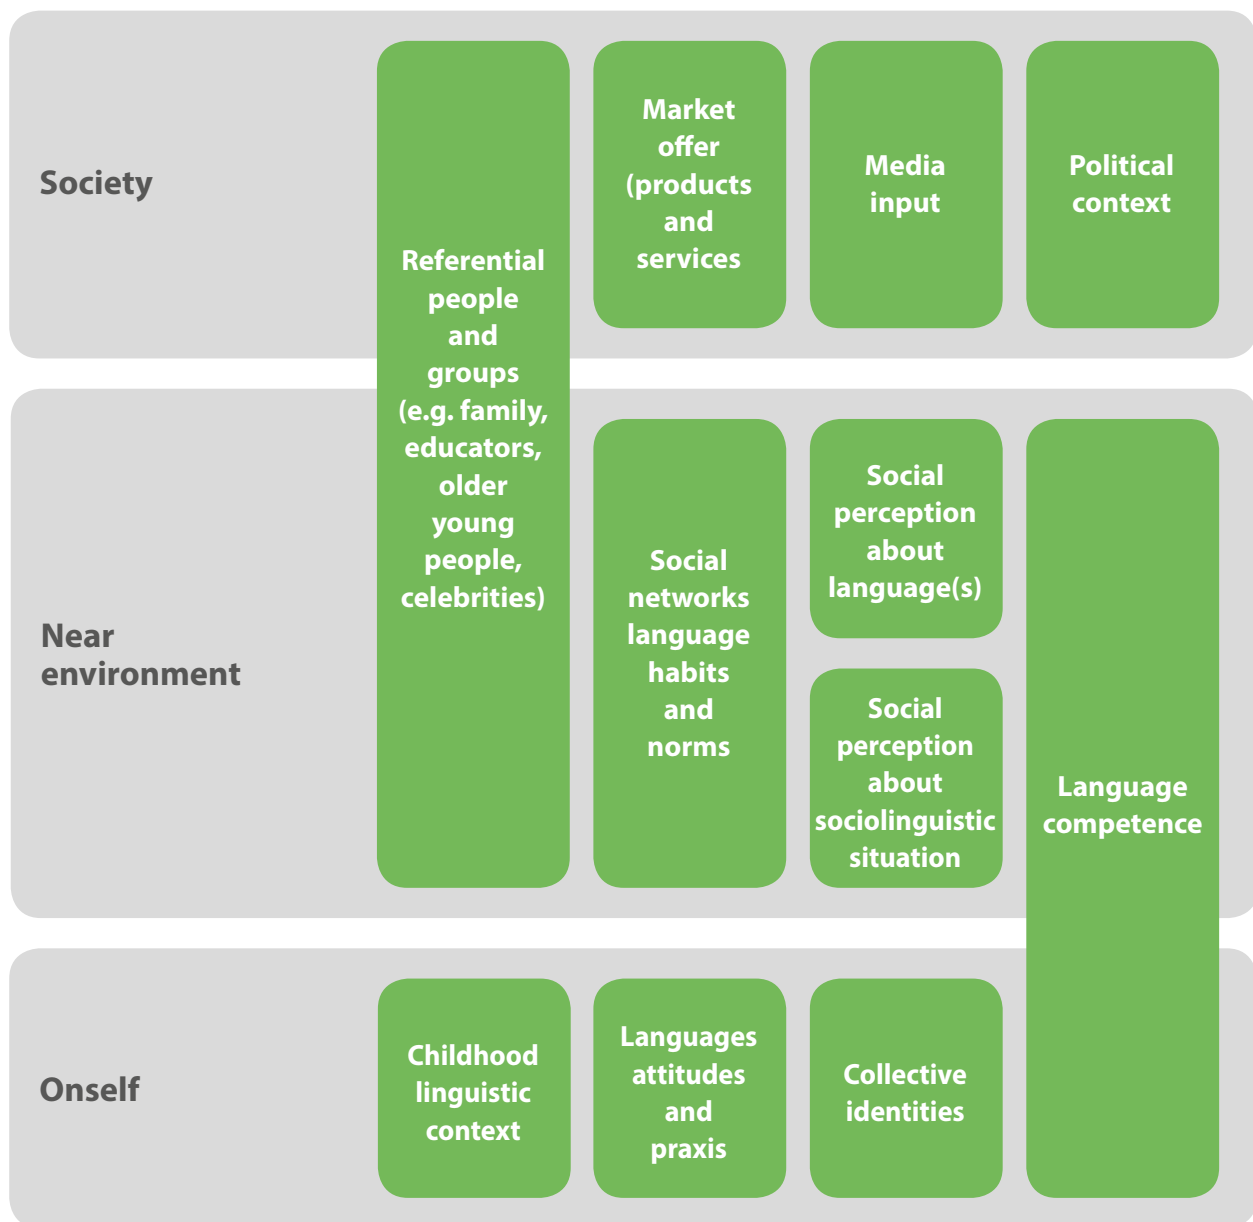 Society
Referential
people
and
groups
(e.g. family,
educators,
older
young
people,
celebrities)
Market
offer
(products
and
services
Media
input
Political
context
Near
environment
Social
networks
language
habits
and
norms
Social
perception
about
language(s)
Social
perception
about
sociolinguistic
situation
Language
competence
Onself
Childhood
linguistic
context
Languages
attitudes
and
praxis
Collective
identities